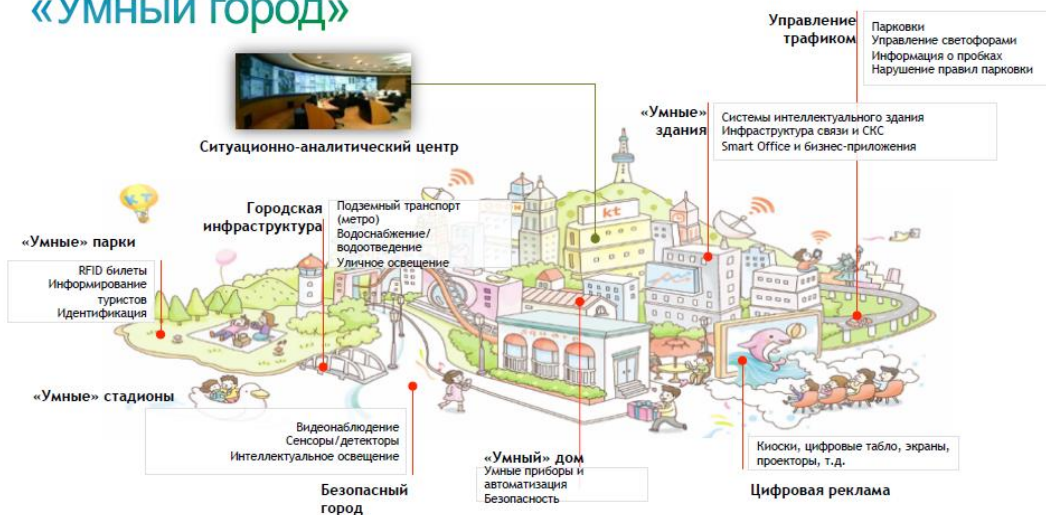 «Умный город»
Управление
трафиком
Парковки
Управление светофорами
Информация о пробках
Нарушение правил парковки
«Умные»
здания
Системы интеллектуального здания
Инфраструктура связи и СКС
Smart Office и бизнес-приложения
Ситуационно-аналитический центр
Городская
инфраструктура
Подземный транспорт
(метро)
Водоснабжение/
водоотведение
Уличное освещение
kt
KT
«Умные» парки
RFID билеты
Информирование
туристов
Идентификация
«Умные» стадионы
Видеонаблюдение
Сенсоры/детекторы
Интеллектуальное освещение
Безопасный
город
«Умный» дом
Умные приборы и
автоматизация
Безопасность
Киоски, цифровые табло, экраны,
проекторы, т.д.
Цифровая реклама